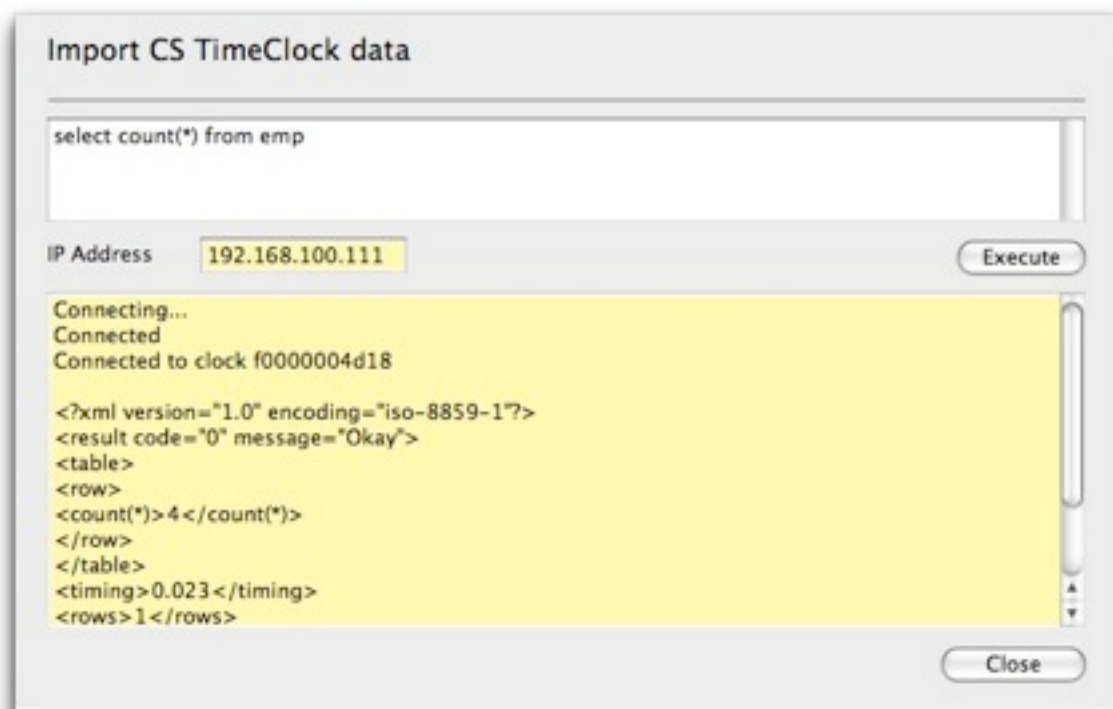 Import CS TimeClock data
select count(*) from emp
IP Address 192.168.100.111 Execute
Connecting...
Connected
Connected to clock f0000004d18
<?xml version="1.0" encoding="iso-8859-1"?>
<result code="0" message="Okay">
<table>
<row>
<count(*)>4</count(*)>
</row>
</table>
<timing>0.023</timing>
<rows>1</rows>
Close